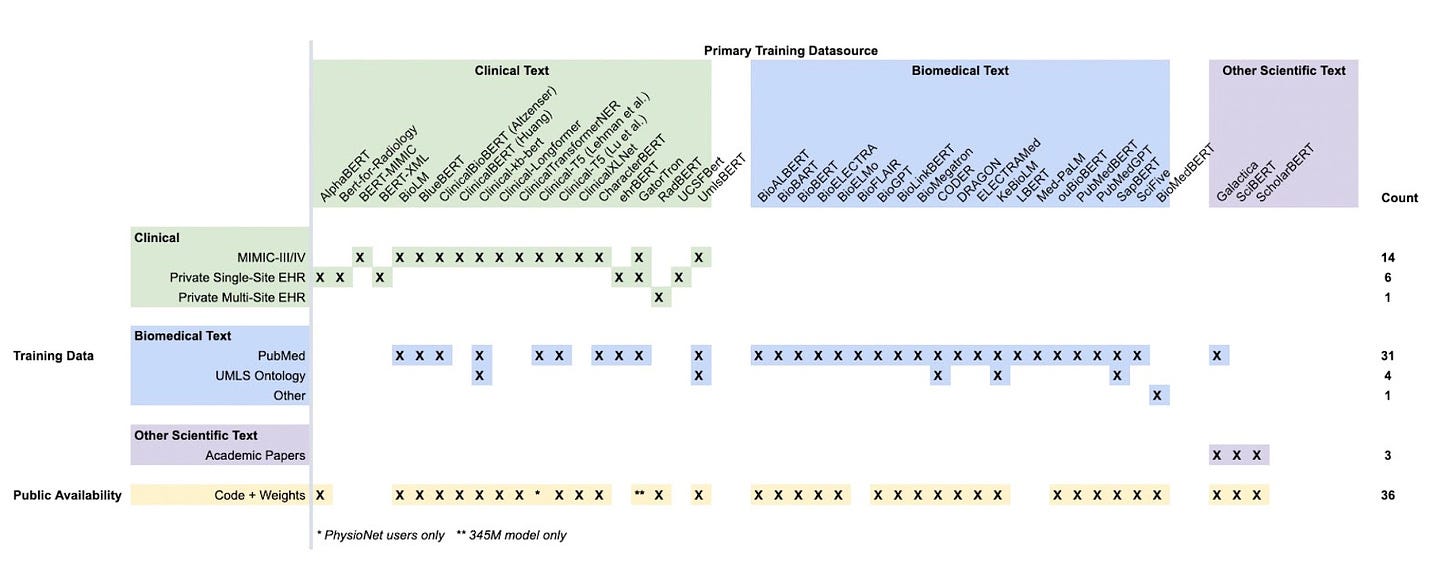 Primary Training Datasource
Clinical Text
Biomedical Text
Other Scientific Text
AlphaBERT
Bert-for-Radiology
BERT-MIMIC
BERT-XML
BioLM
BlueBERT
ClinicalBioBERT (Altzenser)
ClinicalBERT (Huang)
Clinical-kb-bert
Clinical-Longformer
ClinicalTransformerNER
Clinical-T5 (Lehman et al.)
Clinical-T5 (Lu et al.)
ClinicalXLNet
CharacterBERT
ehrBERT
GatorTron
RadBERT
UCSFBert
UmlsBERT
BioALBERT
BioBART
BioBERT
BioELECTRA
BioELMo
BioFLAIR
BioGPT
BioLinkBERT
BioMegatron
CODER
DRAGON
ELECTRAMed
KeBioLM
LBERT
Med-PaLM
ouBioBERT
PubMedBERT
PubMedGPT
SapBERT
SciFive
BioMedBERT
Galactica
SciBERT
ScholarBERT
Count
Clinical
MIMIC-III/IV X X X X X X X X X X X X X X 14
Private Single-Site EHR X X X X X X 6
Private Multi-Site EHR X 1
Biomedical Text
Training Data PubMed X X X X X X X X X X X X X X X X X X X X X X X X X X X X X X X 31
UMLS Ontology X X X X X 4
Other X 1
Other Scientific Text
Academic Papers X X X 3
Public Availability Code + Weights X X X X X X X X * X X X ** X X X X X X X X X X X X X X X X X X X X X X X 36
* PhysioNet users only ** 345M model only